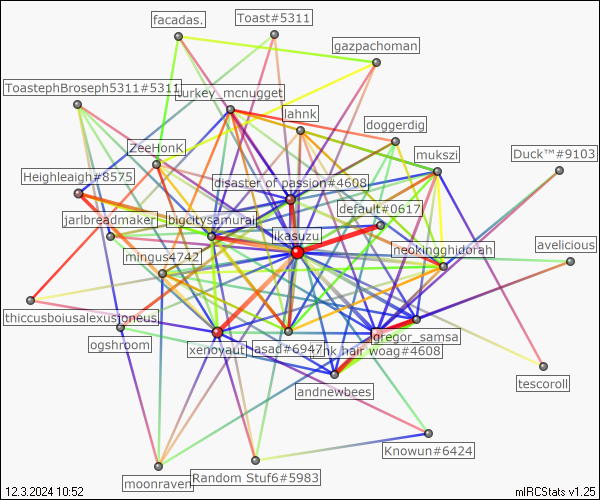 facadas.
Toast#5311
gazpachoman
ToastephBroseph5311#5311
turkey_mcnugget
lahnk
doggerdig
ZeeHonK
mukszi
Duck™#9103
Heighleaigh#8575
disaster of passion#4608
default#0617
jarlbreadmaker
bigcitysamurai
ikasuzu
neokingghidorah
avelicious
mingus4742
thiccusboiusalexusjoneus
gregor_samsa
ogshroom
xenoyaut
asad#6947
hair woag#4608
tescoroll
andnewbees
Knowun#6424
moonraven
Random Stuf6#5983
12.3.2024 10:52
mIRCStats v1.25